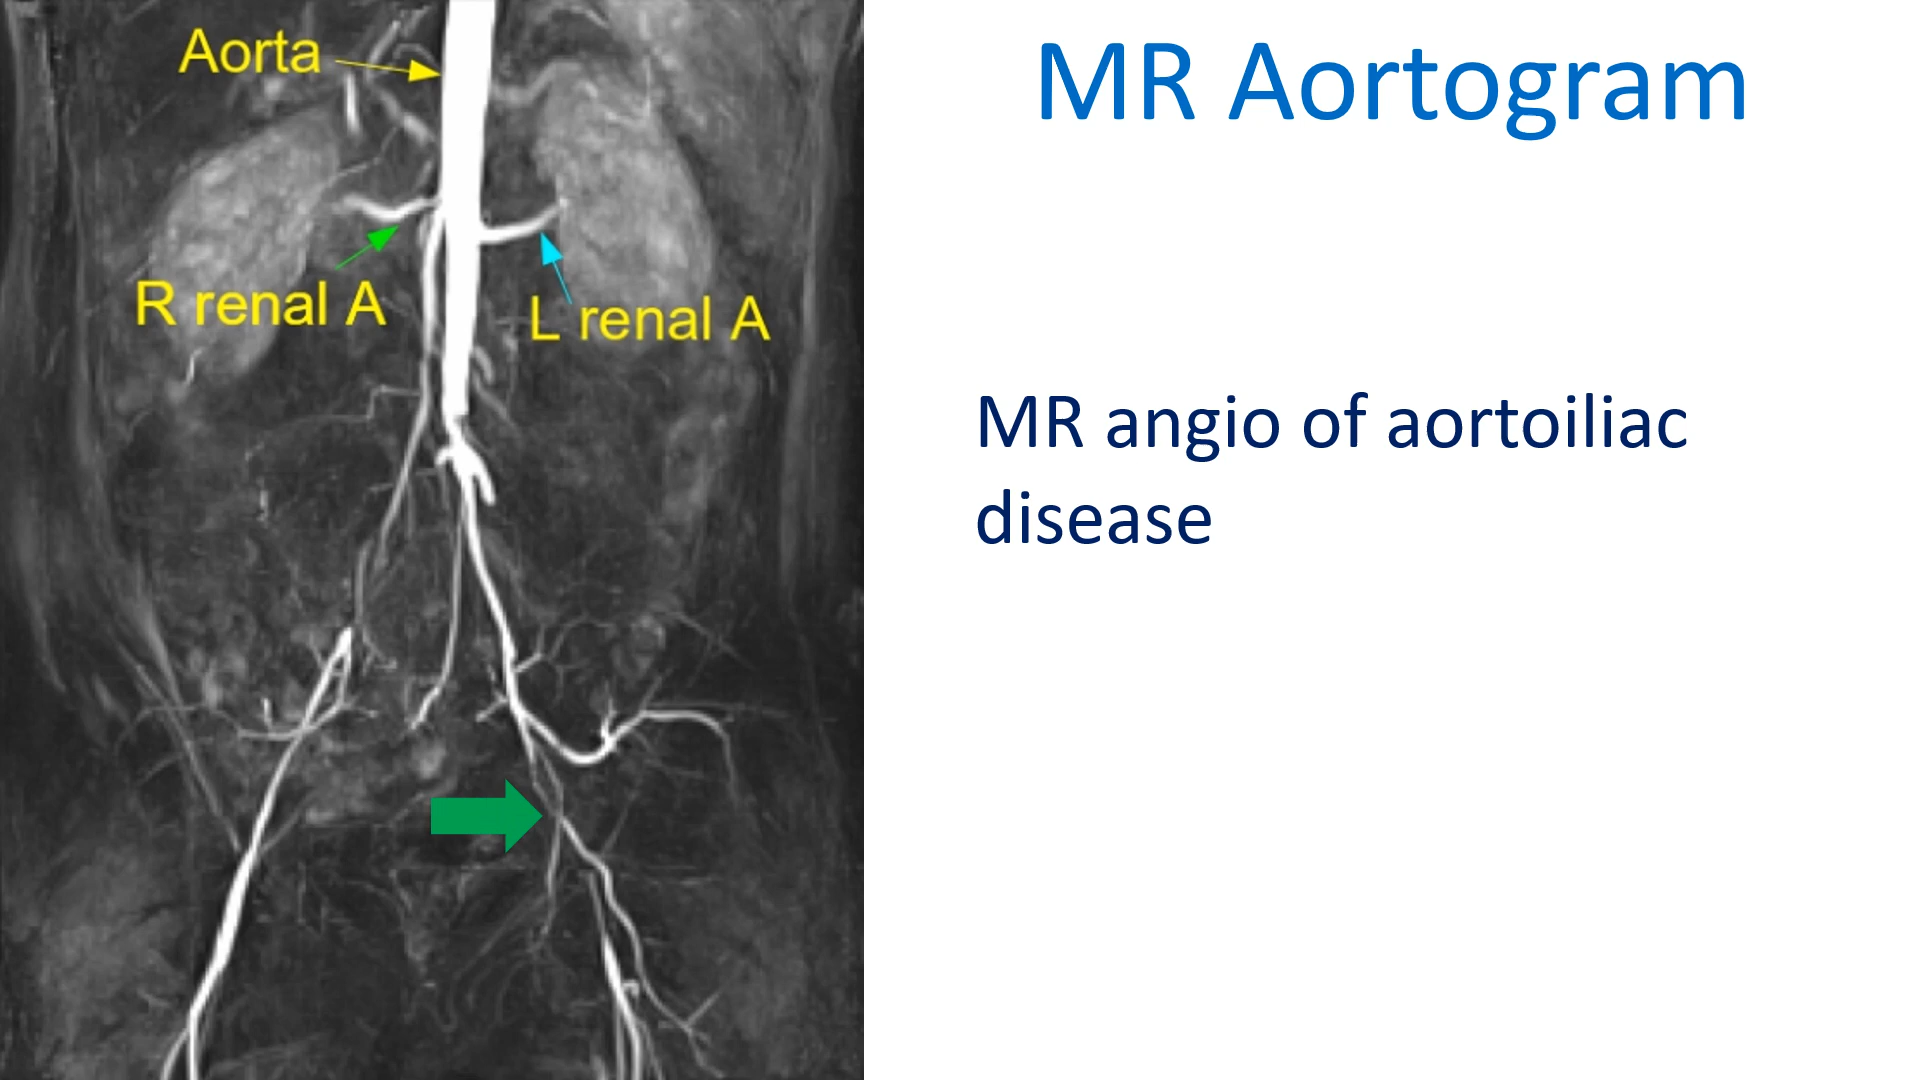 MR Aortogram
Aorta
R renal A
L renal A
MR angio of aortoiliac
disease